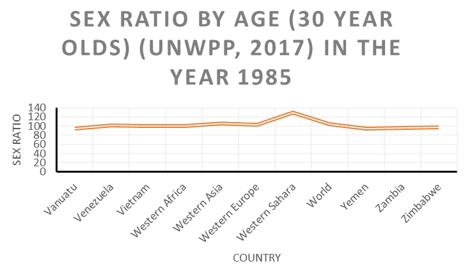 SEX RATIO BY AGE (30 YEAR
OLDS) (UNWPP, 2017) IN THE
YEAR 1985
140
120
100
80
60
40
20
0
SEX RATIO
Vanuatu
Venezuela
Vietnam
Western Africa
Western Asia
Western Europe
Western Sahara
World
Yemen
Zambia
Zimbabwe
COUNTRY